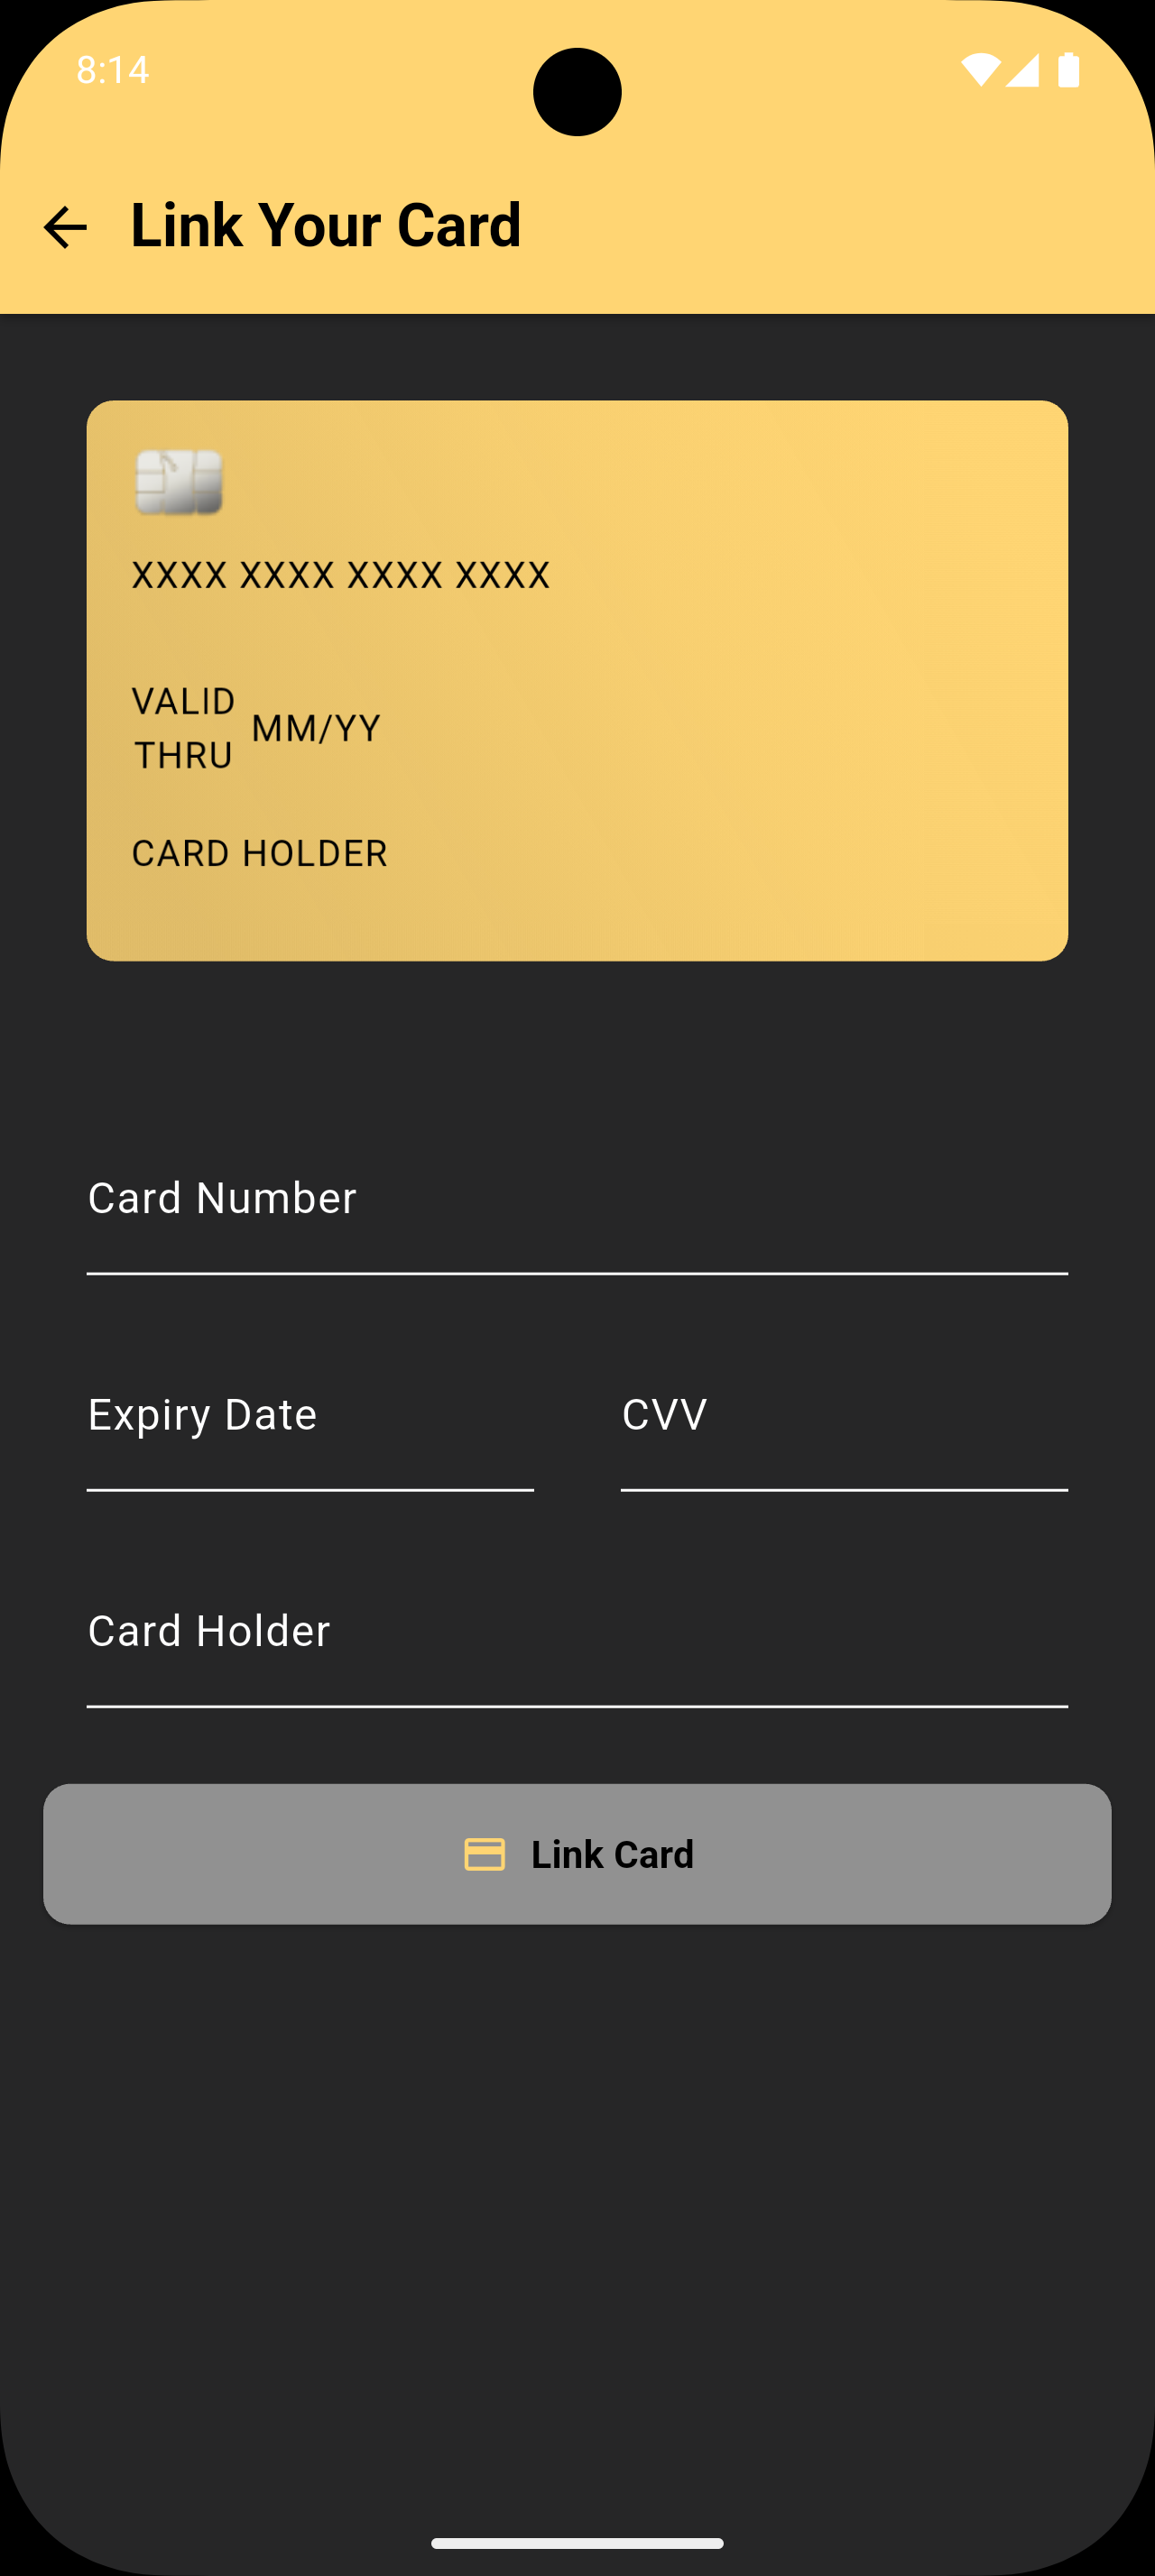 8:14
Link Your Card
XXXX XXXX XXXX XXXX
VALID
THRU
MM/YY
CARD HOLDER
Card Number
Expiry Date
CVV
Card Holder
Link Card